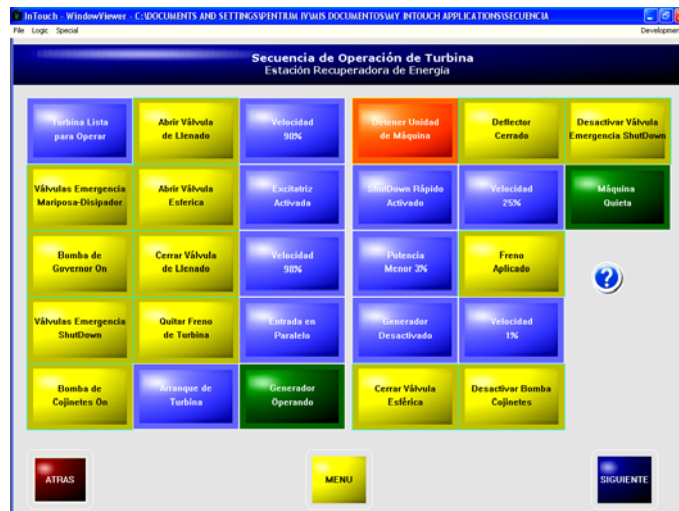 InTouch - WindowViewer - C:\DOCUMENTS AND SETTINGS\PENTIUM IV\MIS DOCUMENTOS\MY INTOUCH APPLICATIONS\SECUENCIA
File Logic Special
Developmen
Secuencia de Operación de Turbina
Estación Recuperadora de Energía
Turbina Lista
para Operar
Abrir Válvula
de Llenado
Velocidad
90%
Detener Unidad
de Máquina
Deflector
Cerrado
Desactivar Válvula
Emergencia ShutDown
Válvulas Emergencia
Mariposa-Disipador
Abrir Válvula
Esferica
Excitatriz
Activada
ShutDown Rápido
Activado
Velocidad
25%
Máquina
Quieta
Bomba de
Governor On
Cerrar Válvula
de Llenado
Velocidad
98%
Potencia
Menor 3%
Freno
Aplicado
?
Válvulas Emergencia
ShutDown
Quitar Freno
de Turbina
Entrada en
Paralelo
Generador
Desactivado
Velocidad
1%
Bomba de
Cojinetes On
Arranque de
Turbina
Generador
Operando
Cerrar Válvula
Esférica
Desactivar Bomba
Cojinetes
ATRAS
MENU
SIGUIENTE